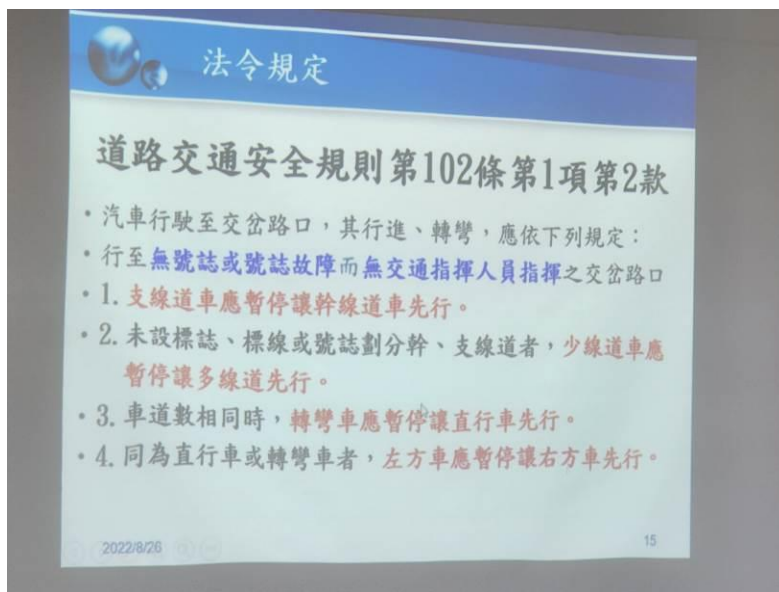 法令規定
道路交通安全規則第102條第1項第2款
• 汽車行駛至交岔路口，其行進、轉彎，應依下列規定：
• 行至無號誌或號誌故障而無交通指揮人員指揮之交岔路口
• 1. 支線道車應暫停讓幹線道車先行。
• 2. 未設標誌、標線或號誌劃分幹、支線道者，少線道車應
暫停讓多線道先行。
• 3. 車道數相同時，轉彎車應暫停讓直行車先行。
• 4. 同為直行車或轉彎車者，左方車應暫停讓右方車先行。
2022/8/26
15